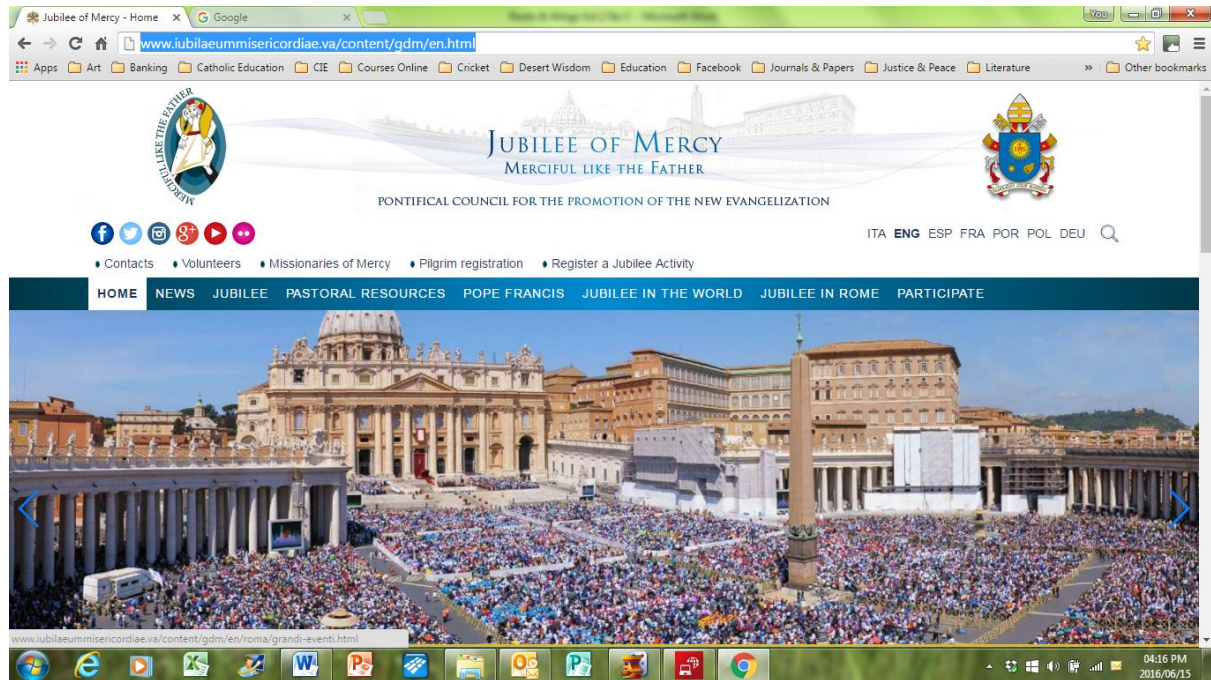 Jubilee of Mercy - Home
Google
You
www.iubilaeummisericordiae.va/content/gdm/en.html
Apps Art Banking Catholic Education CIE Courses Online Cricket Desert Wisdom Education Facebook Journals & Papers Justice & Peace Literature » Other bookmarks
MERCIFUL LIKE THE FATHER
JUBILEE OF MERCY
MERCIFUL LIKE THE FATHER
PONTIFICAL COUNCIL FOR THE PROMOTION OF THE NEW EVANGELIZATION
ITA ENG ESP FRA POR POL DEU
• Contacts • Volunteers • Missionaries of Mercy • Pilgrim registration • Register a Jubilee Activity
HOME NEWS JUBILEE PASTORAL RESOURCES POPE FRANCIS JUBILEE IN THE WORLD JUBILEE IN ROME PARTICIPATE
www.iubilaeummisericordiae.va/content/gdm/en/roma/grandi-eventi.html
04:16 PM
2016/06/15